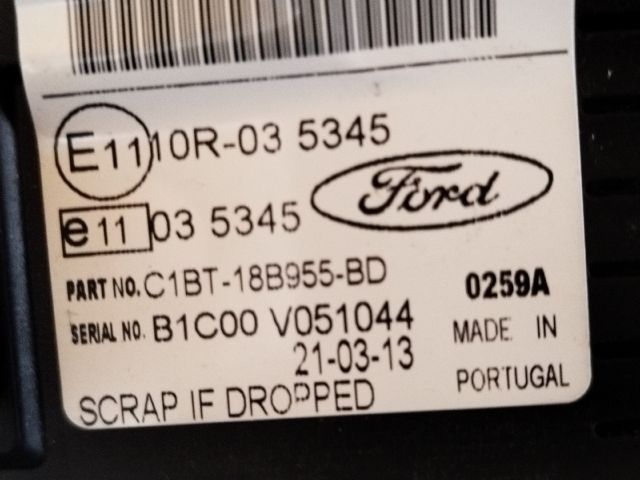 E11 10R-03 5345
e11 03 5345
Ford
PART NO. C1BT-18B955-BD
0259A
SERIAL NO. B1C00 V051044
21-03-13
MADE IN
PORTUGAL
SCRAP IF DROPPED